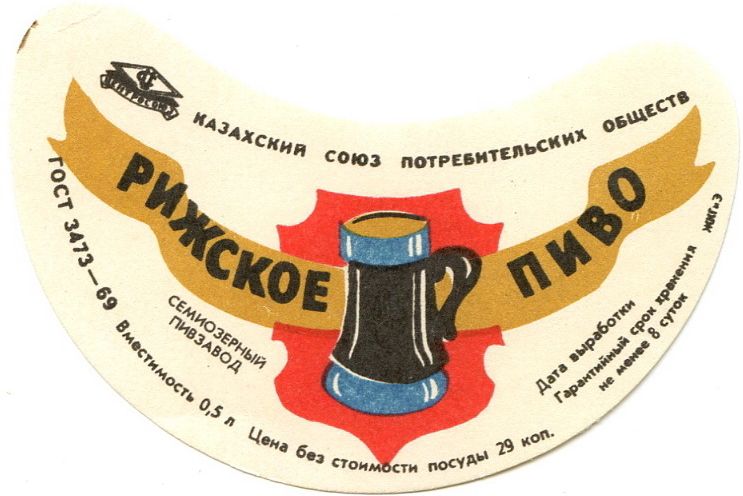 ЦЕНТРОСОЮЗ
КАЗАХСКИЙ СОЮЗ ПОТРЕБИТЕЛЬСКИХ ОБЩЕСТВ
РИЖСКОЕ ПИВО
СЕМИОЗЕРНЫЙ
ПИВЗАВОД
Дата выработки
Гарантийный срок хранения
не менее 8 суток
ГОСТ 3473—69 Вместимость 0,5 л Цена без стоимости посуды 29 коп.